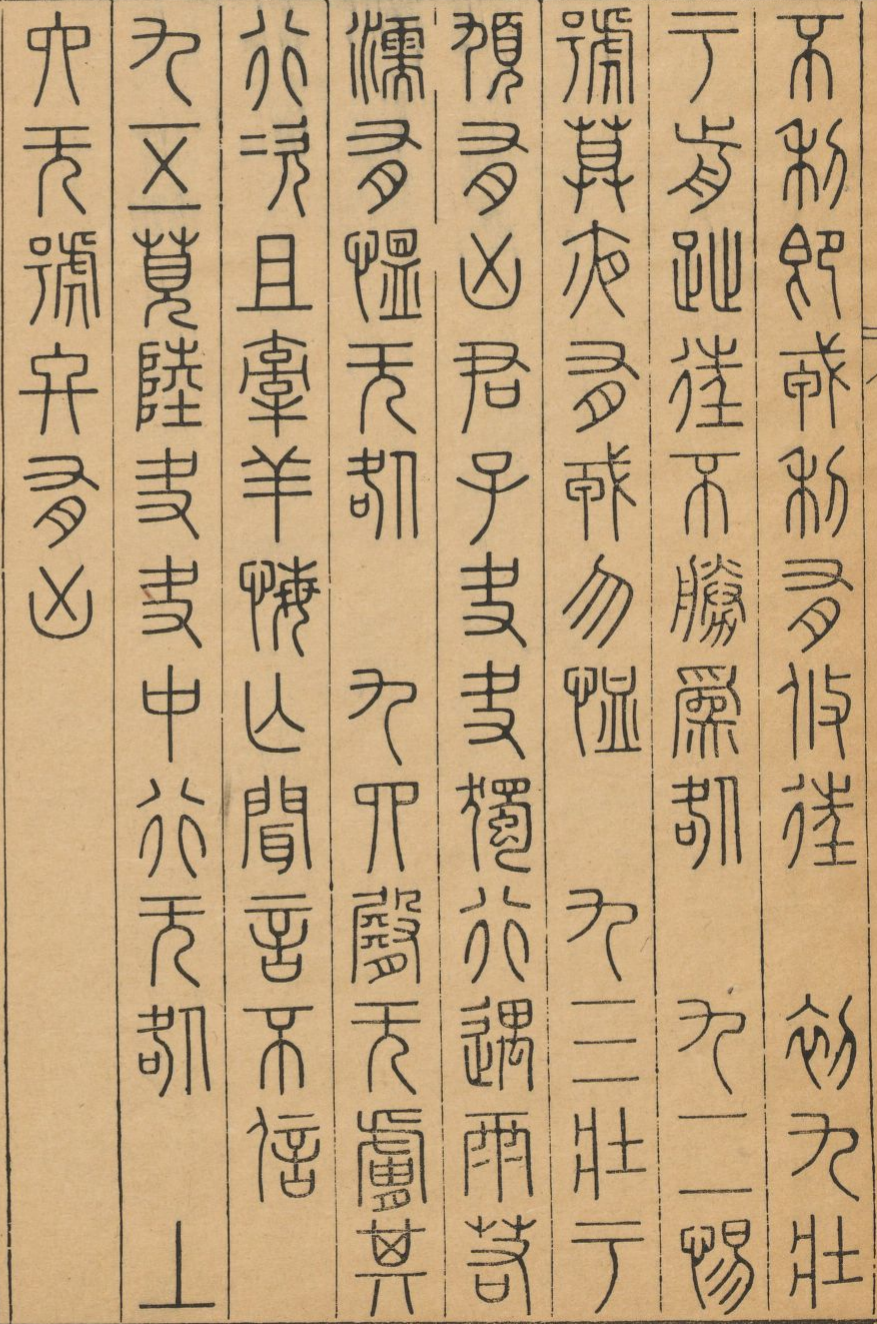 不利即戎利有攸往　初九壯
于前趾往不勝爲咎　九二惕
號莫夜有戎勿恤　九三壯于
頄有凶君子夬夬獨行遇雨若
濡有慍无咎　九四臀无膚其
行次且牽羊悔亡聞言不信
九五莧陸夬夬中行无咎　上
六无號終有凶